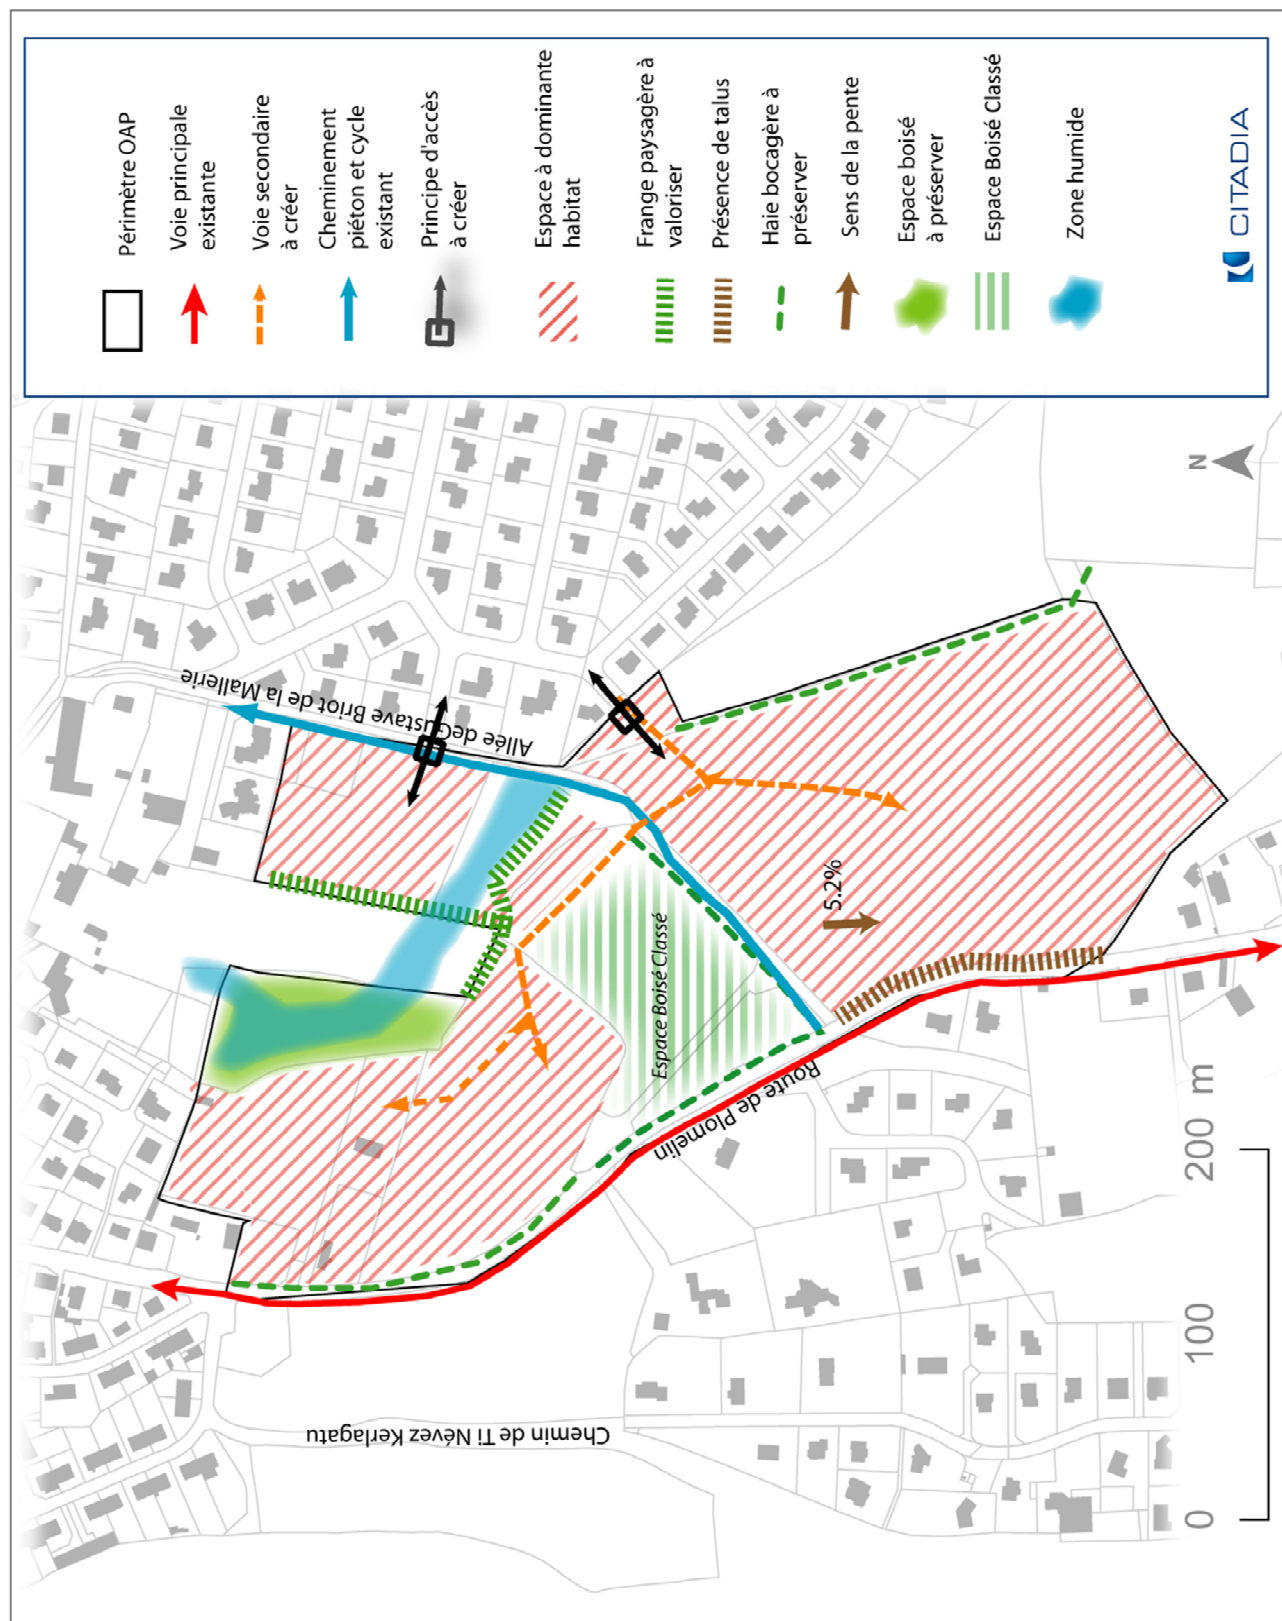 Périmètre OAP
Voie principale
existante
Voie secondaire
à créer
Cheminement
piéton et cycle
existant
Principe d'accès
à créer
Espace à dominante
habitat
Frange paysagère à
valoriser
Présence de talus
Haie bocagère à
préserver
Sens de la pente
Espace boisé
à préserver
Espace Boisé Classé
Zone humide
CITADIA
N
Allée deGustave Briot de la Mallerie
5.2%
Espace Boisé Classé
Route de Plomelin
Chemin de Ti Névez Kerlagatu
0 100 200 m